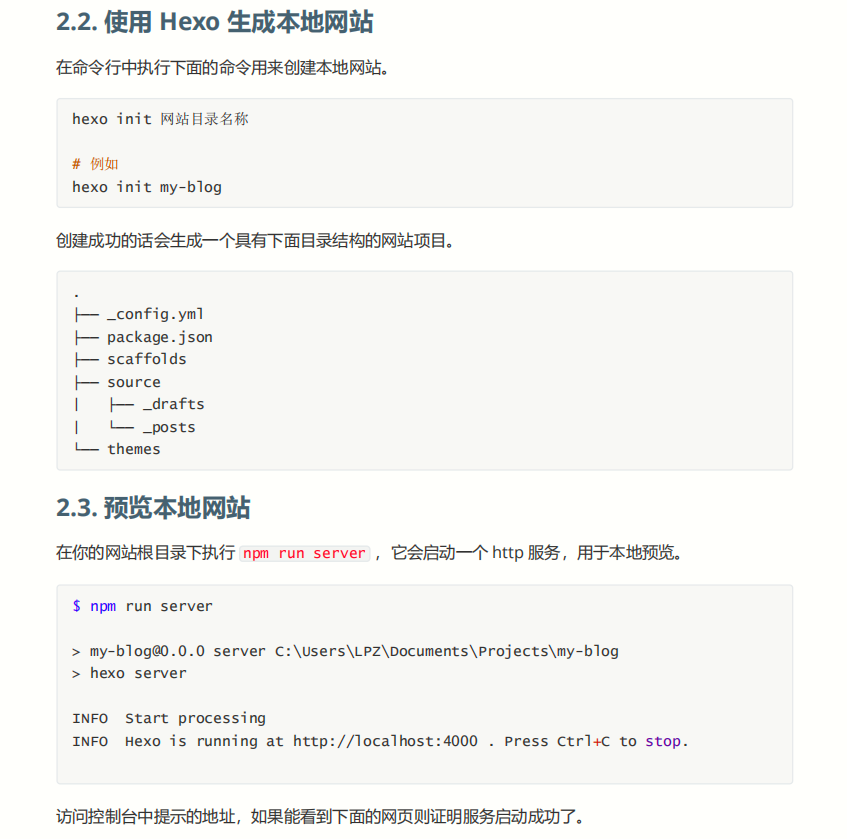 2.2. 使用 Hexo 生成本地网站
在命令行中执行下面的命令用来创建本地网站。
hexo init 网站目录名称
# 例如
hexo init my-blog
创建成功的话会生成一个具有下面目录结构的网站项目。
.
├── _config.yml
├── package.json
├── scaffolds
├── source
|   ├── _drafts
|   └── _posts
└── themes
2.3. 预览本地网站
在你的网站根目录下执行 npm run server ，它会启动一个 http 服务，用于本地预览。
$ npm run server
> my-blog@0.0.0 server C:\Users\LPZ\Documents\Projects\my-blog
> hexo server
INFO  Start processing
INFO  Hexo is running at http://localhost:4000 . Press Ctrl+C to stop.
访问控制台中提示的地址，如果能看到下面的网页则证明服务启动成功了。